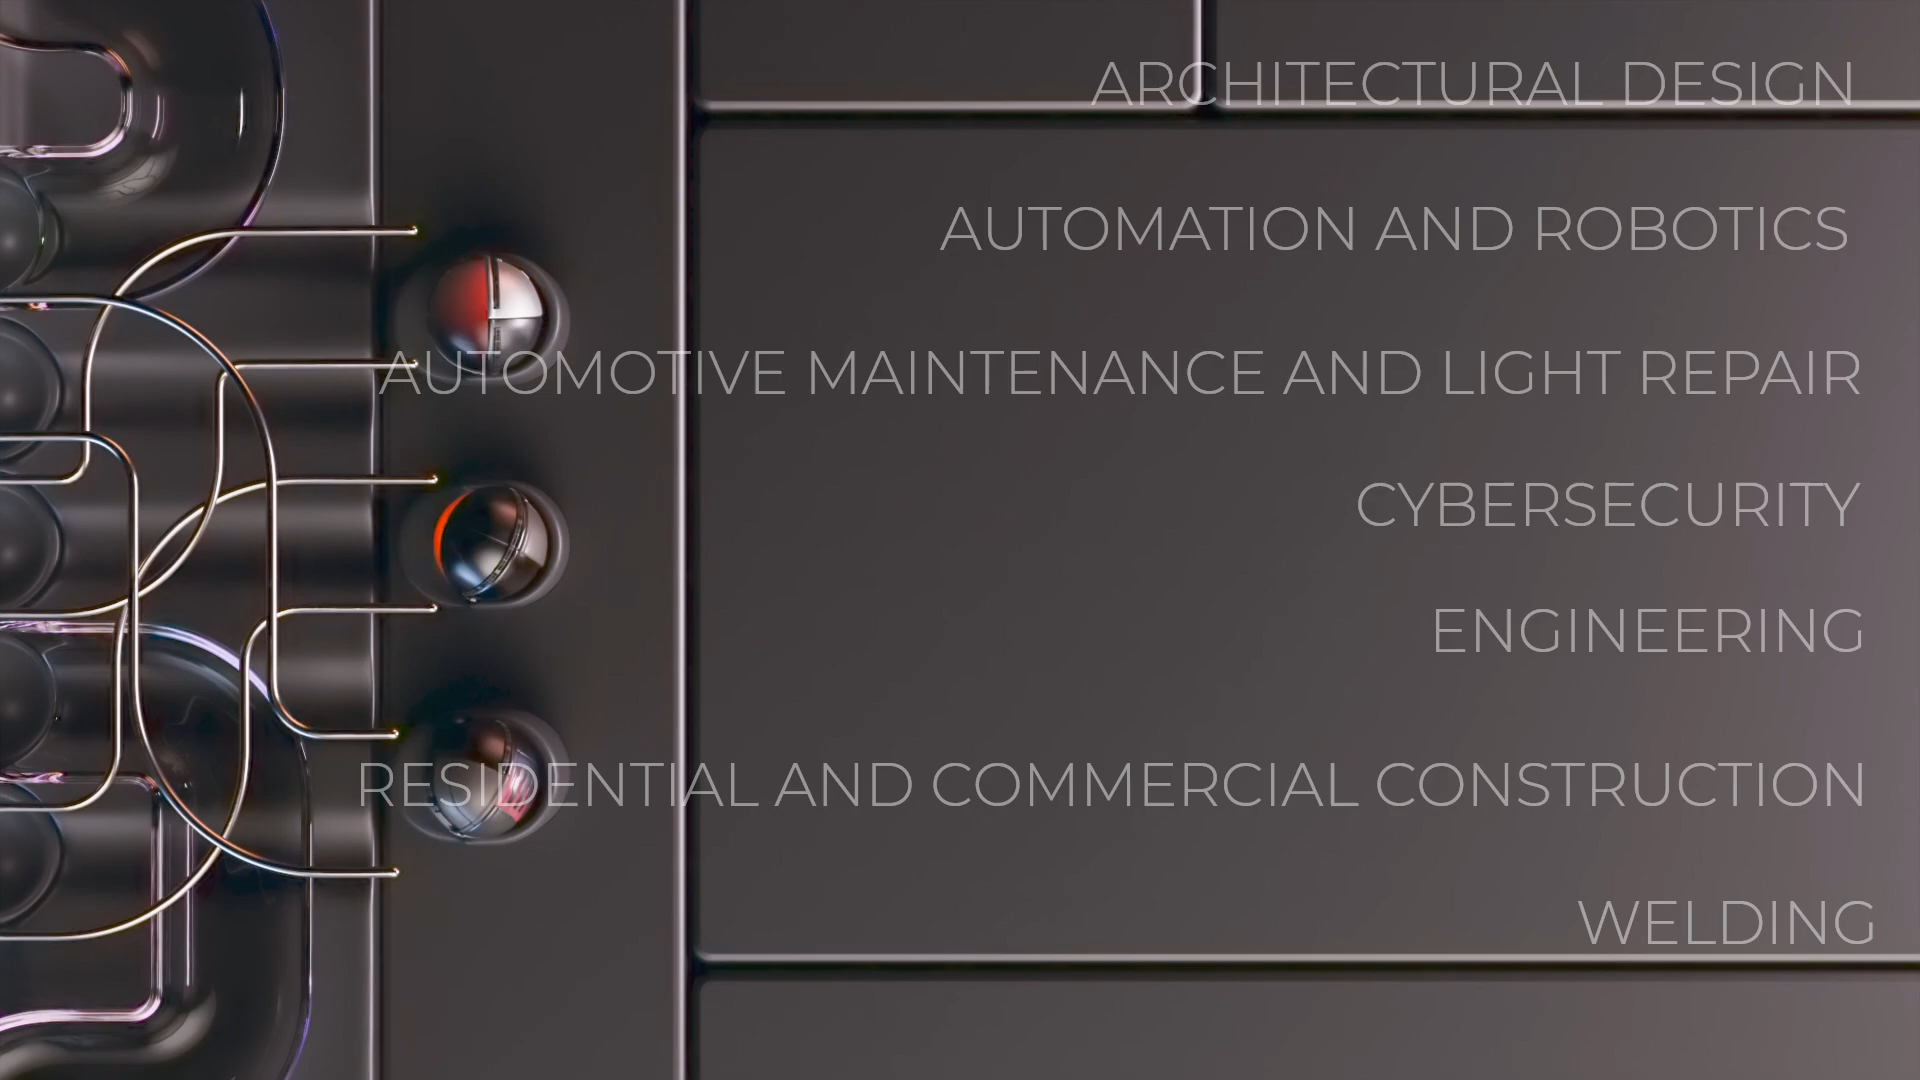 ARCHITECTURAL DESIGN
AUTOMATION AND ROBOTICS
AUTOMOTIVE MAINTENANCE AND LIGHT REPAIR
CYBERSECURITY
ENGINEERING
RESIDENTIAL AND COMMERCIAL CONSTRUCTION
WELDING